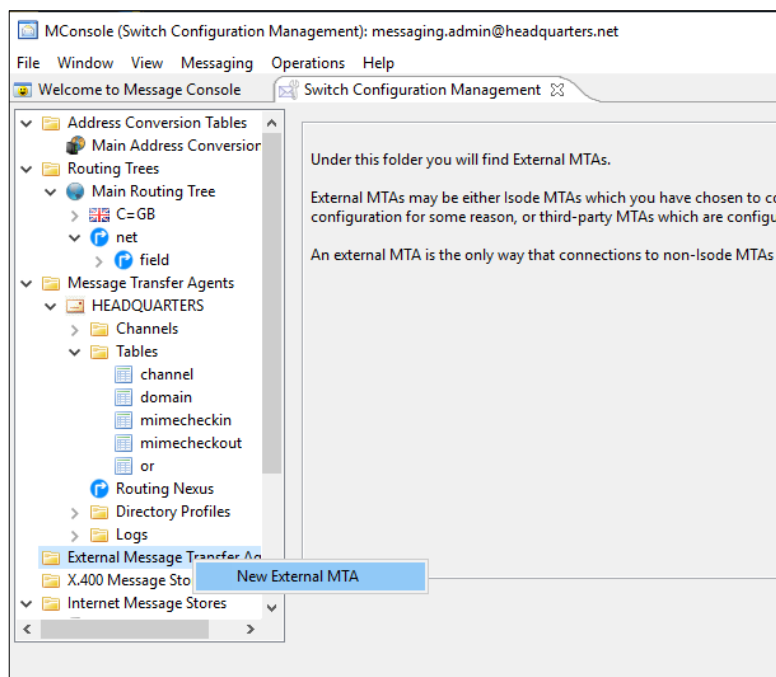 MConsole (Switch Configuration Management): messaging.admin@headquarters.net
File Window View Messaging Operations Help
Welcome to Message Console
Switch Configuration Management
Address Conversion Tables
Main Address Conversion
Routing Trees
Main Routing Tree
C=GB
net
field
Message Transfer Agents
HEADQUARTERS
Channels
Tables
channel
domain
mimecheckin
mimecheckout
or
Routing Nexus
Directory Profiles
Logs
External Message Transfer Ag
X.400 Message Sto
Internet Message Stores
New External MTA
Under this folder you will find External MTAs.
External MTAs may be either Isode MTAs which you have chosen to co
configuration for some reason, or third-party MTAs which are configu
An external MTA is the only way that connections to non-Isode MTAs